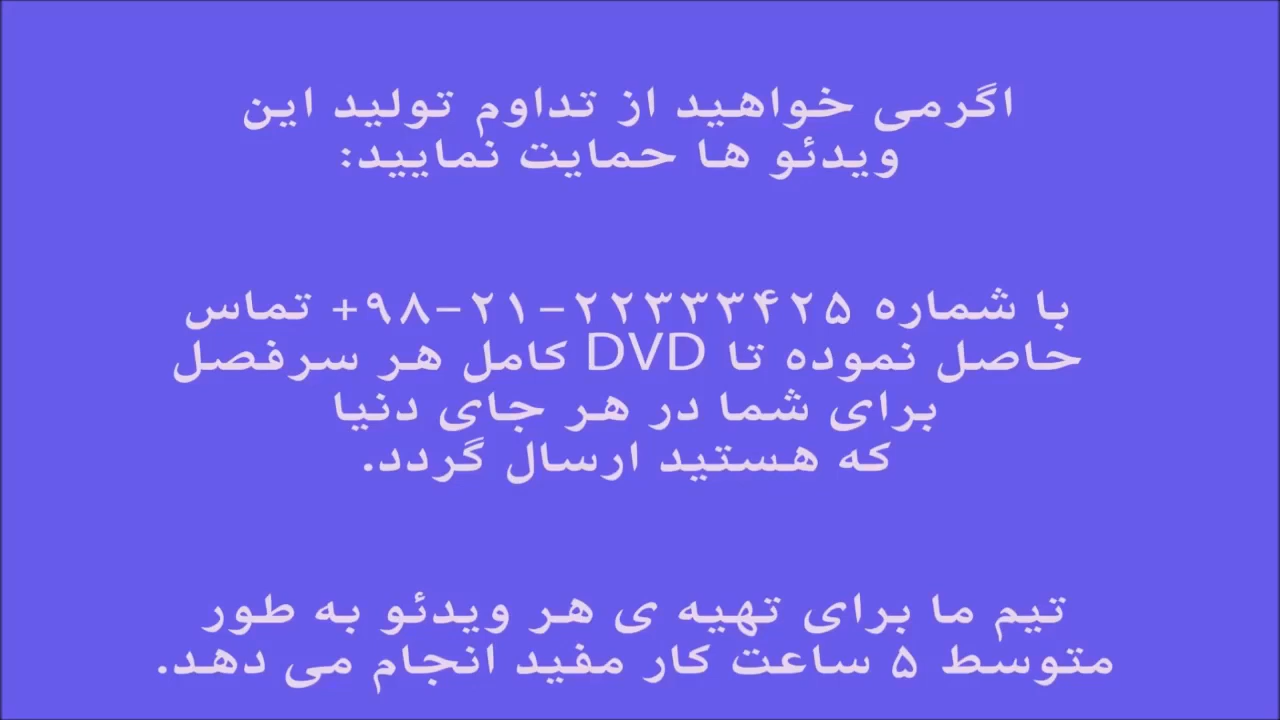 اگرمی خواهید از تداوم تولید این
ویدئو ها حمایت نمایید:
با شماره ۲۲۳۳۳۴۲۵-۲۱-۹۸+ تماس
حاصل نموده تا DVD کامل هر سرفصل
برای شما در هر جای دنیا
که هستید ارسال گردد.
تیم ما برای تهیه ی هر ویدئو به طور
متوسط ۵ ساعت کار مفید انجام می دهد.